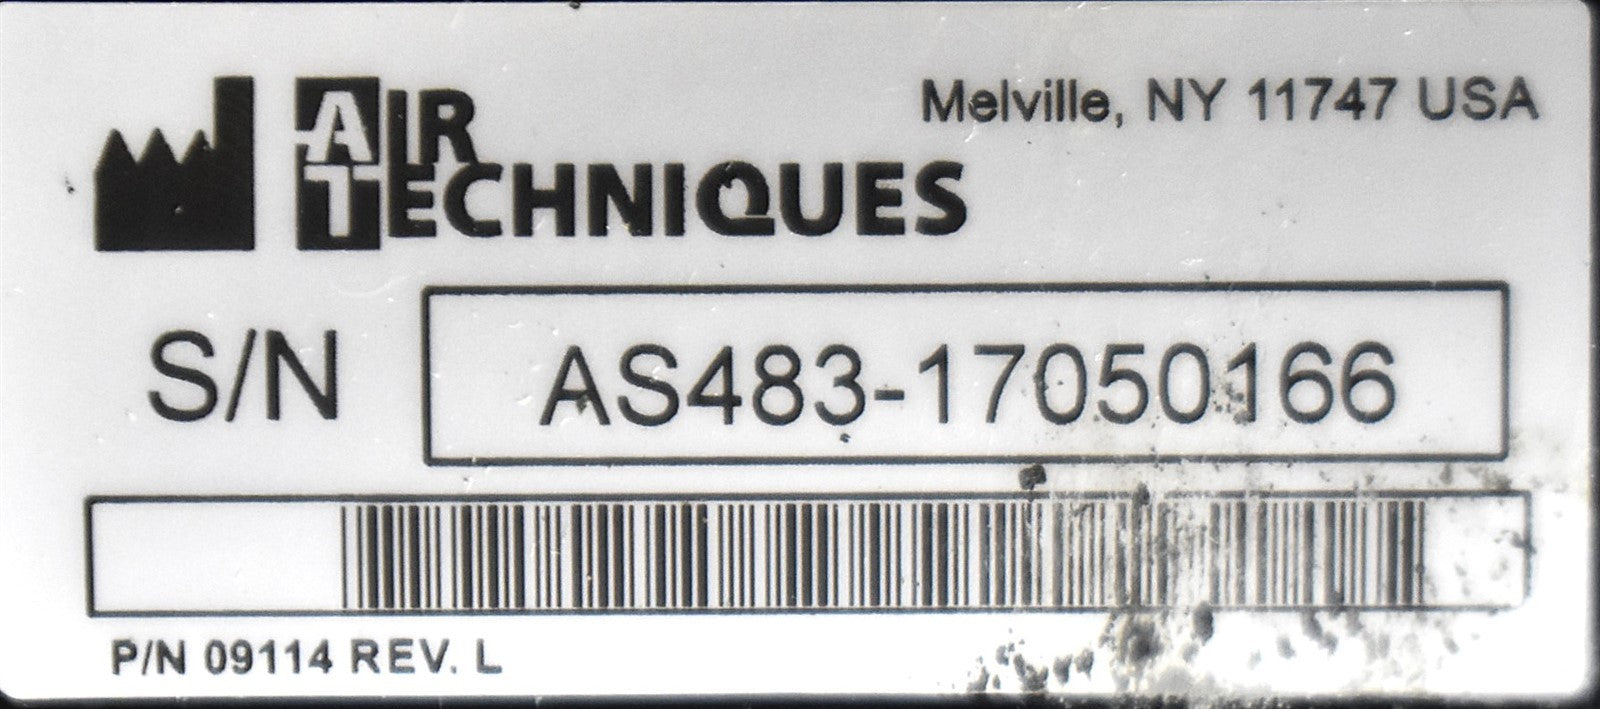 AIR
TECHNIQUES
Melville, NY 11747 USA
S/N
AS483-17050166
P/N 09114 REV. L